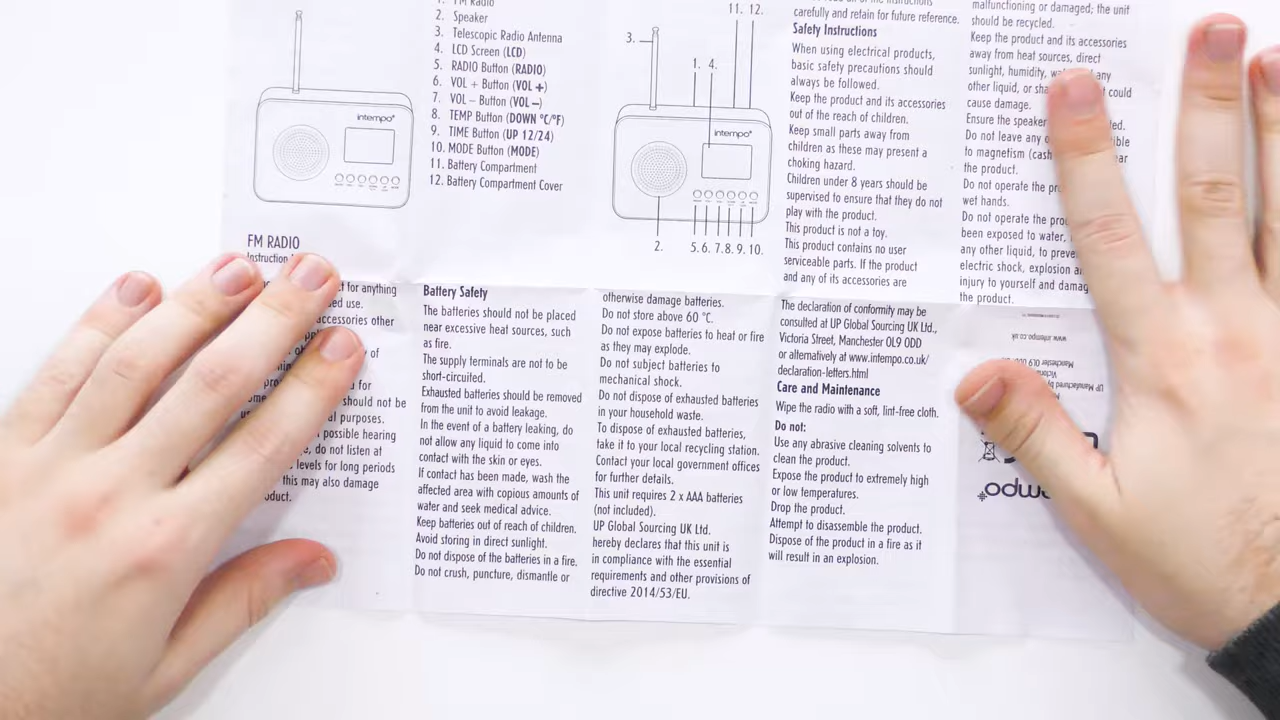 intempo
FM RADIO
Instruction
1. FM Radio
2. Speaker
3. Telescopic Radio Antenna
4. LCD Screen (LCD)
5. RADIO Button (RADIO)
6. VOL + Button (VOL +)
7. VOL – Button (VOL –)
8. TEMP Button (DOWN °C/°F)
9. TIME Button (UP 12/24)
10. MODE Button (MODE)
11. Battery Compartment
12. Battery Compartment Cover
11. 12.
3.
1. 4.
intempo
2. 5. 6. 7. 8. 9. 10.
carefully and retain for future reference.
Safety Instructions
When using electrical products,
basic safety precautions should
always be followed.
Keep the product and its accessories
out of the reach of children.
Keep small parts away from
children as these may present a
choking hazard.
Children under 8 years should be
supervised to ensure that they do not
play with the product.
This product is not a toy.
This product contains no user
serviceable parts. If the product
and any of its accessories are
malfunctioning or damaged; the unit
should be recycled.
Keep the product and its accessories
away from heat sources, direct
sunlight, humidity, any
other liquid, or could
cause damage.
Ensure the speaker
Do not leave any
to magnetism (cash
the product.
Do not operate the
wet hands.
Do not operate the
been exposed to water,
any other liquid, to
electric shock, explosion
injury to yourself and
the product.
for anything
use.
accessories other
of
for
should not be
purposes.
possible hearing
do not listen at
levels for long periods
this may also damage
Battery Safety
The batteries should not be placed
near excessive heat sources, such
as fire.
The supply terminals are not to be
short-circuited.
Exhausted batteries should be removed
from the unit to avoid leakage.
In the event of a battery leaking, do
not allow any liquid to come into
contact with the skin or eyes.
If contact has been made, wash the
affected area with copious amounts of
water and seek medical advice.
Keep batteries out of reach of children.
Avoid storing in direct sunlight.
Do not dispose of the batteries in a fire.
Do not crush, puncture, dismantle or
otherwise damage batteries.
Do not store above 60 °C.
Do not expose batteries to heat or fire
as they may explode.
Do not subject batteries to
mechanical shock.
Do not dispose of exhausted batteries
in your household waste.
To dispose of exhausted batteries,
take it to your local recycling station.
Contact your local government offices
for further details.
This unit requires 2 x AAA batteries
(not included).
UP Global Sourcing UK Ltd.
hereby declares that this unit is
in compliance with the essential
requirements and other provisions of
directive 2014/53/EU.
The declaration of conformity may be
consulted at UP Global Sourcing UK Ltd.,
Victoria Street, Manchester OL9 0DD
or alternatively at www.intempo.co.uk/
declaration-letters.html
Care and Maintenance
Wipe the radio with a soft, lint-free cloth.
Do not:
Use any abrasive cleaning solvents to
clean the product.
Expose the product to extremely high
or low temperatures.
Drop the product.
Attempt to disassemble the product.
Dispose of the product in a fire as it
will result in an explosion.
www.intempo.co.uk
Manufactured by